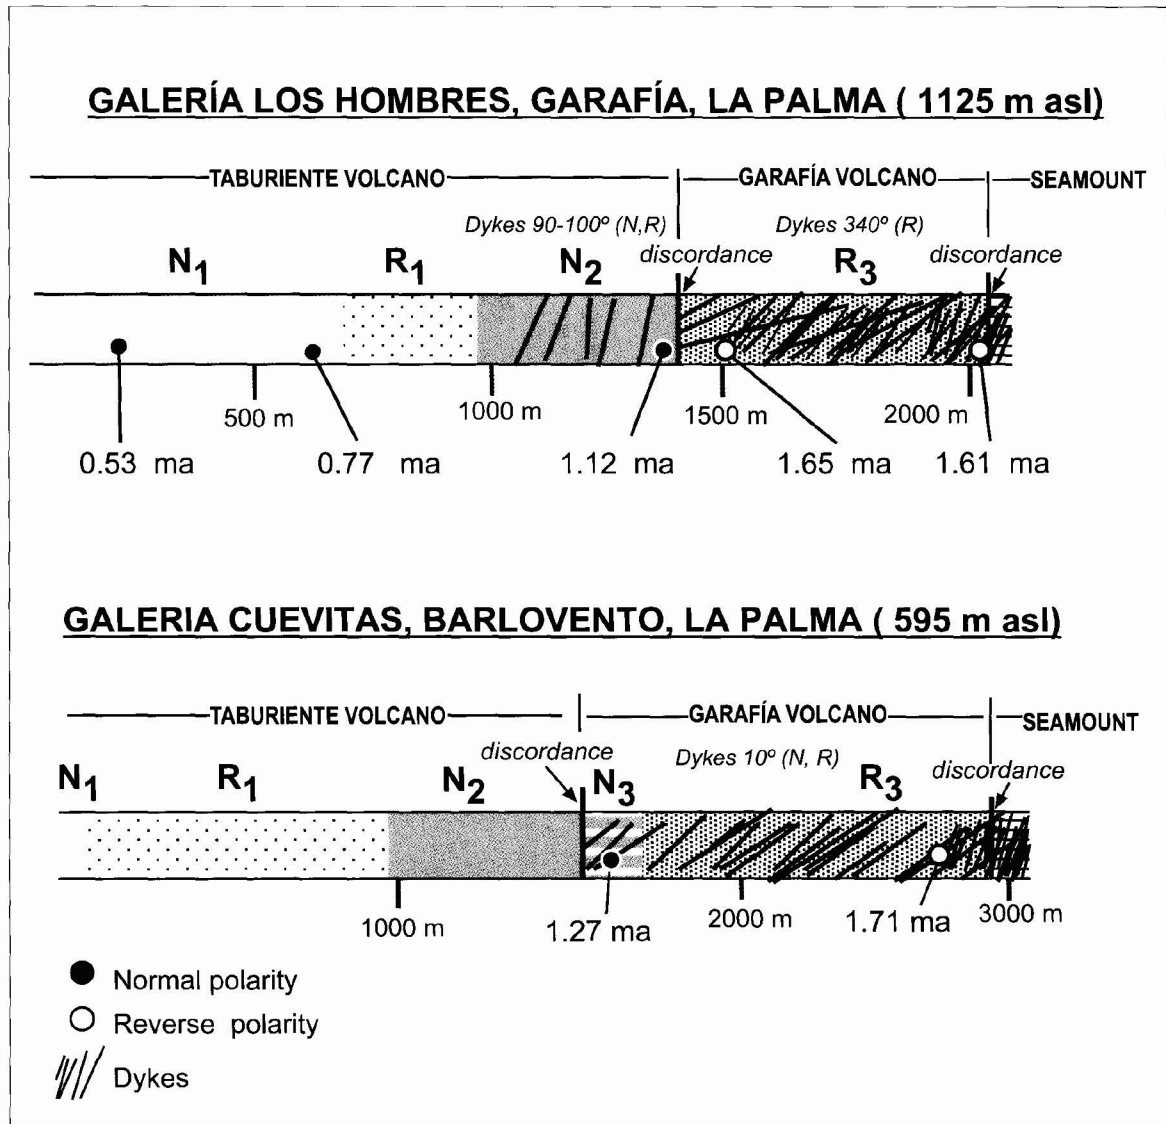 GALERÍA LOS HOMBRES, GARAFÍA, LA PALMA ( 1125 m asl)
TABURIENTE VOLCANO GARAFÍA VOLCANO SEAMOUNT
Dykes 90-100º (N,R) Dykes 340º (R)
N1 R1 N2 discordance R3 discordance
500 m 1000 m 1500 m 2000 m
0.53 ma 0.77 ma 1.12 ma 1.65 ma 1.61 ma
GALERIA CUEVITAS, BARLOVENTO, LA PALMA ( 595 m asl)
TABURIENTE VOLCANO GARAFÍA VOLCANO SEAMOUNT
discordance Dykes 10º (N, R)
N1 R1 N2 N3 R3 discordance
1000 m 1.27 ma 2000 m 1.71 ma 3000 m
Normal polarity
Reverse polarity
Dykes